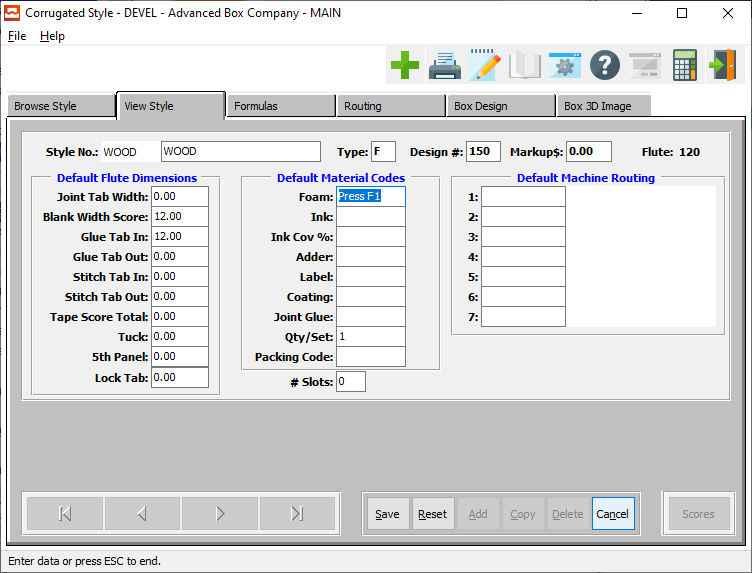 Corrugated Style - DEVEL - Advanced Box Company - MAIN
File Help
Browse Style View Style Formulas Routing Box Design Box 3D Image
Style No.: WOOD WOOD Type: F Design #: 150 Markup$: 0.00 Flute: 120
Default Flute Dimensions
Joint Tab Width: 0.00
Blank Width Score: 12.00
Glue Tab In: 12.00
Glue Tab Out: 0.00
Stitch Tab In: 0.00
Stitch Tab Out: 0.00
Tape Score Total: 0.00
Tuck: 0.00
5th Panel: 0.00
Lock Tab: 0.00
Default Material Codes
Foam: Press F1
Ink:
Ink Cov %:
Adder:
Label:
Coating:
Joint Glue:
Qty/Set: 1
Packing Code:
# Slots: 0
Default Machine Routing
1:
2:
3:
4:
5:
6:
7:
Save Reset Add Copy Delete Cancel Scores
Enter data or press ESC to end.